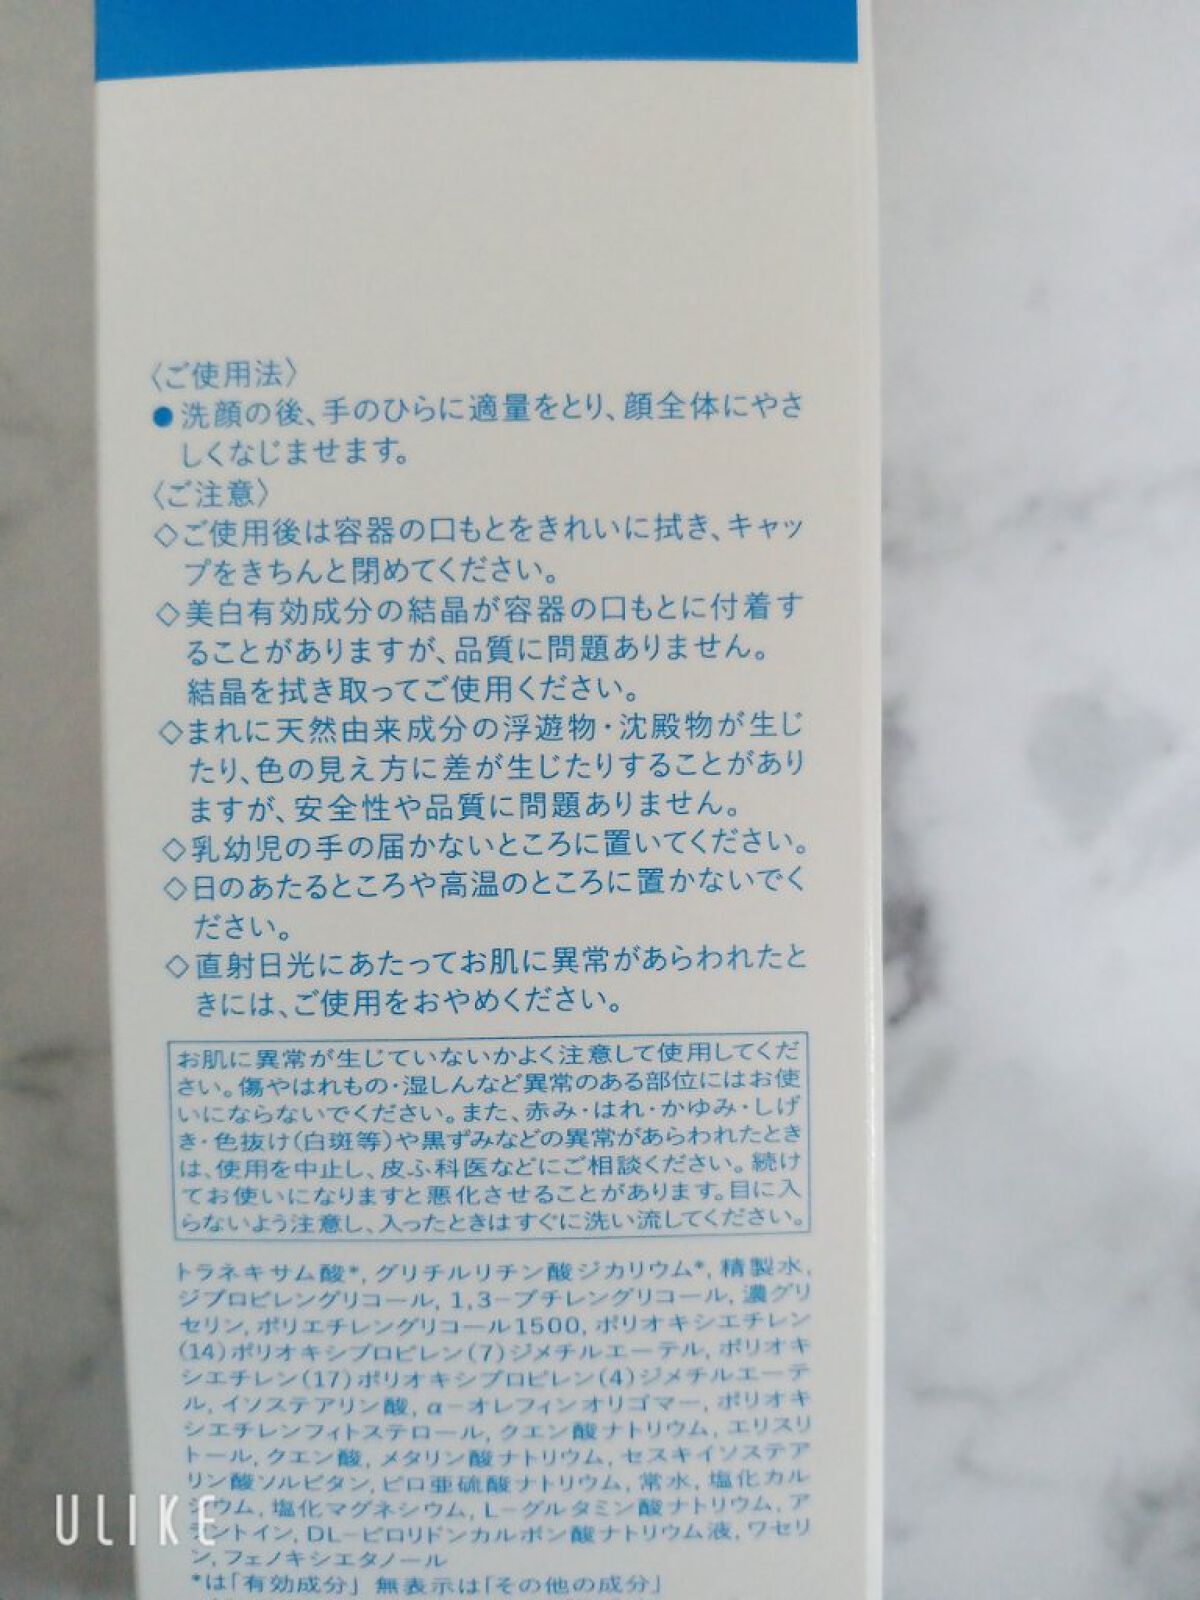 〈ご使用法〉
●洗顔の後、手のひらに適量をとり、顔全体にやさ
しくなじませます。
〈ご注意〉
◇ご使用後は容器の口もとをきれいに拭き、キャッ
プをきちんと閉めてください。
◇美白有効成分の結晶が容器の口もとに付着す
ることがありますが、品質に問題ありません。
結晶を拭き取ってご使用ください。
◇まれに天然由来成分の浮遊物・沈殿物が生じ
たり、色の見え方に差が生じたりすることがあり
ますが、安全性や品質に問題ありません。
◇乳幼児の手の届かないところに置いてください。
◇日のあたるところや高温のところに置かないでく
ださい。
◇直射日光にあたってお肌に異常があらわれたと
きには、ご使用をおやめください。
お肌に異常が生じていないかよく注意して使用してくだ
さい。傷やはれもの・湿しんなど異常のある部位にはお使
いにならないでください。また、赤み・はれ・かゆみ・しげ
き・色抜け(白斑等)や黒ずみなどの異常があらわれたとき
は、使用を中止し、皮ふ科医などにご相談ください。続け
てお使いになりますと悪化させることがあります。目に入
らないよう注意し、入ったときはすぐに洗い流してください。
トラネキサム酸*, グリチルリチン酸ジカリウム*, 精製水,
ジプロピレングリコール, 1,3−ブチレングリコール, 濃グリ
セリン, ポリエチレングリコール1500, ポリオキシエチレン
(14)ポリオキシプロピレン(7)ジメチルエーテル, ポリオキ
シエチレン(17)ポリオキシプロピレン(4)ジメチルエーテ
ル, イソステアリン酸, α−オレフィンオリゴマー, ポリオキ
シエチレンフィトステロール, クエン酸ナトリウム, エリスリ
トール, クエン酸, メタリン酸ナトリウム, セスキイソステア
リン酸ソルビタン, ピロ亜硫酸ナトリウム, 常水, 塩化カル
シウム, 塩化マグネシウム, L−グルタミン酸ナトリウム, ア
ラントイン, DL−ピロリドンカルボン酸ナトリウム液, ワセリ
ン, フェノキシエタノール
*は「有効成分」 無表示は「その他の成分」
ULIKE